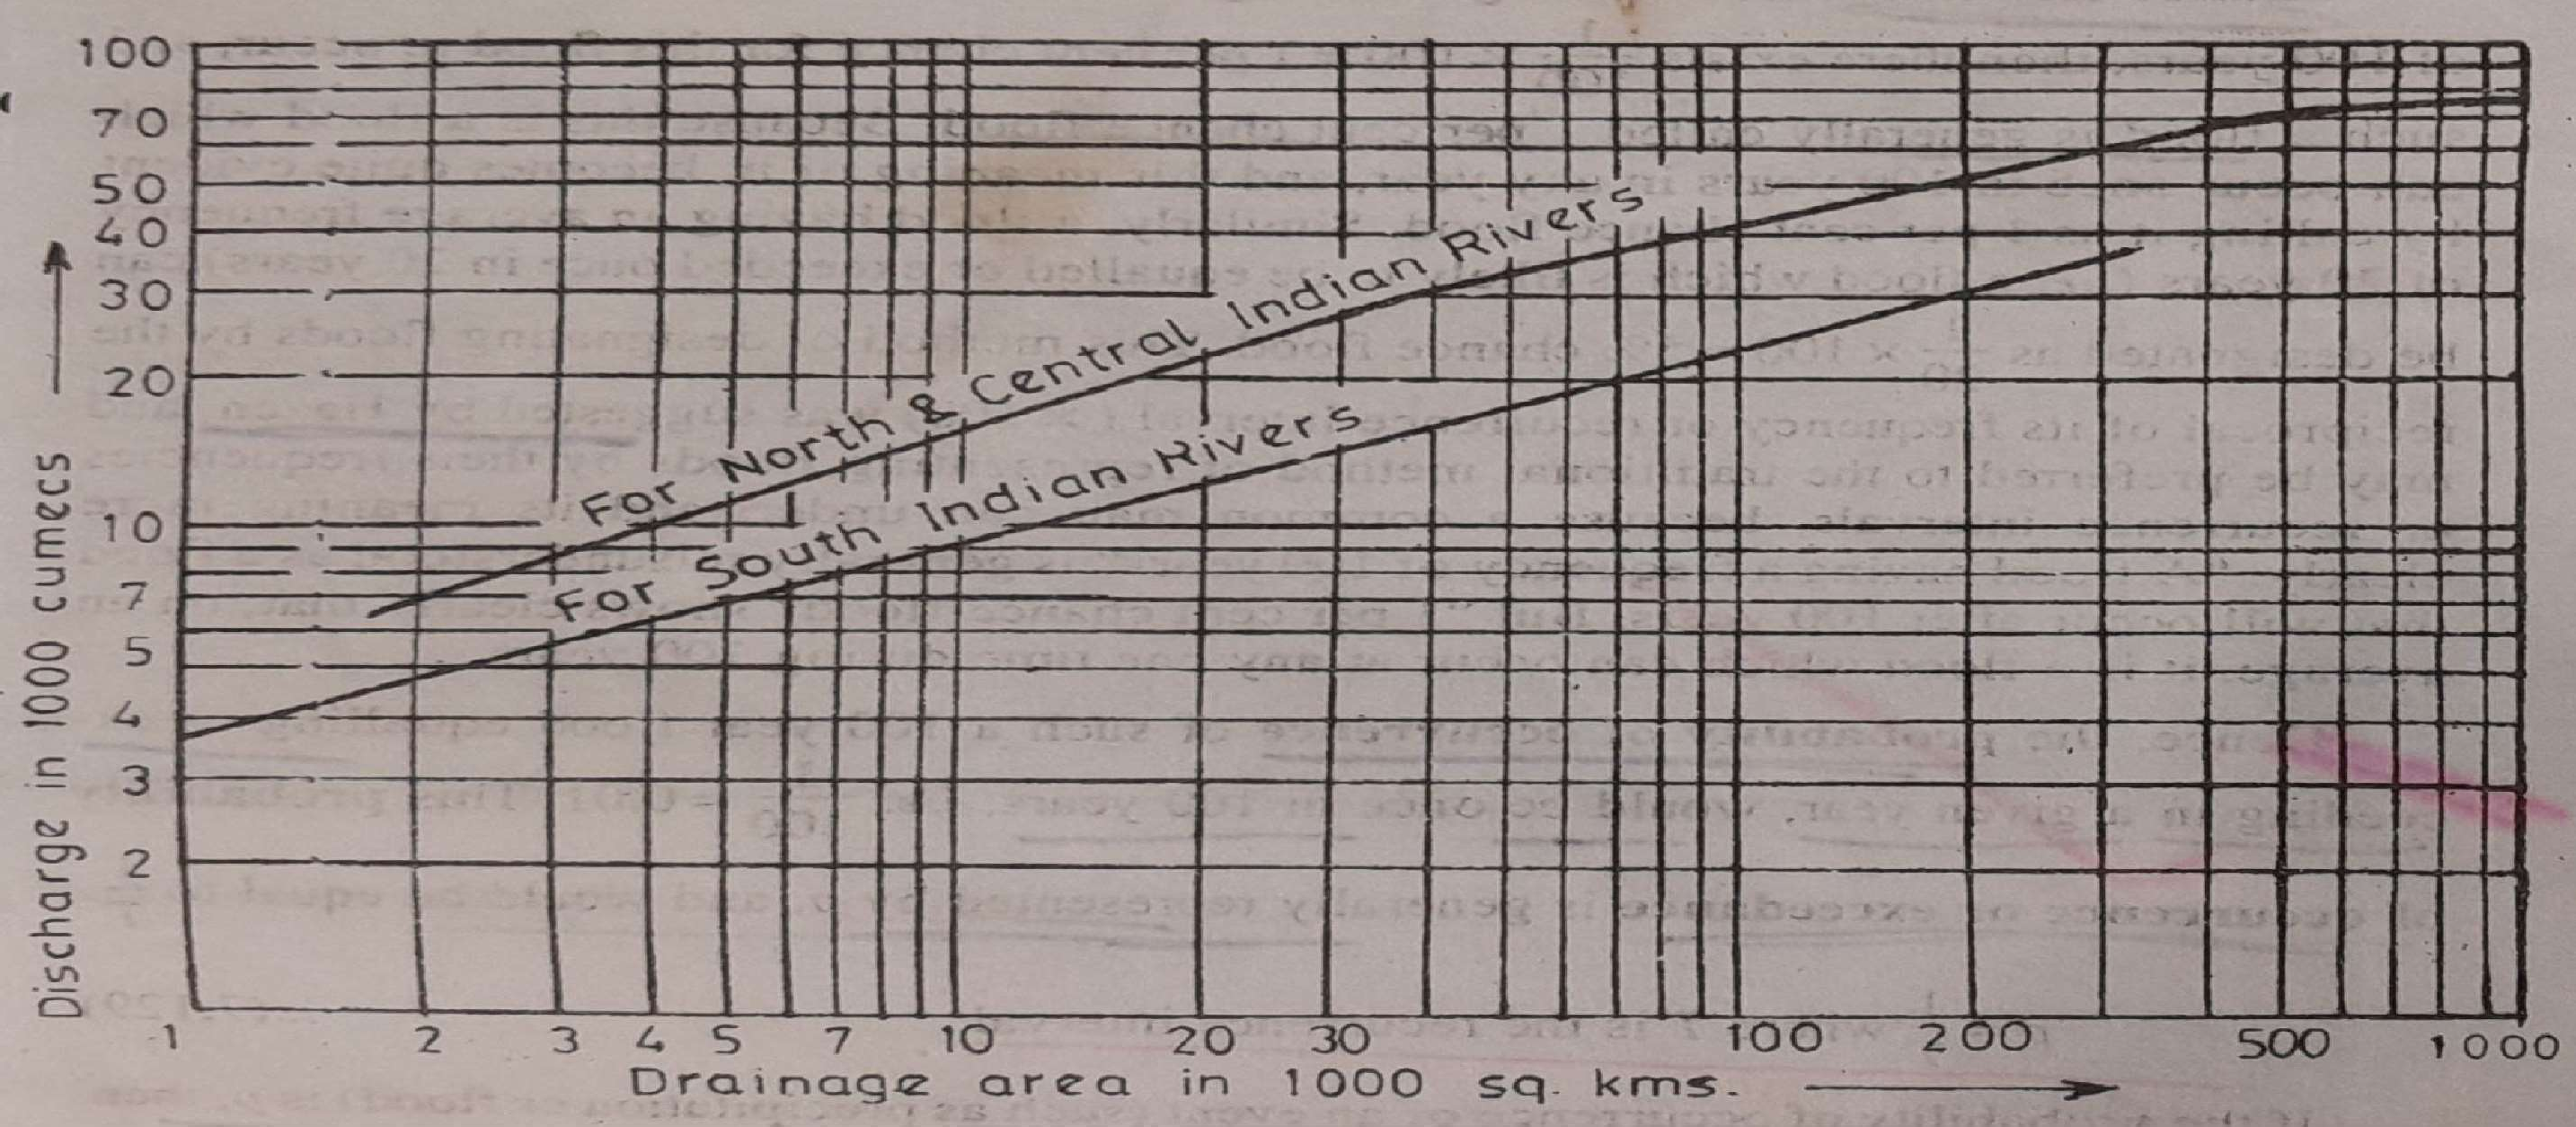 100
70
50
40
30
20
10
7
5
4
3
2
Discharge in 1000 cumecs
For North & Central Indian Rivers
For South Indian Rivers
1 2 3 4 5 7 10 20 30 100 200 500 1000
Drainage area in 1000 sq. kms.